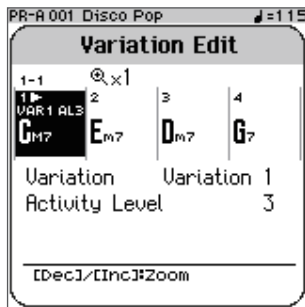 PR-A 001 Disco Pop ♩=115
Variation Edit
1-1 x1
1 2 3 4
VAR1 AL3
CM7 Em7 Dm7 G7
Variation Variation 1
Activity Level 3
[Dec]/[Inc]:Zoom